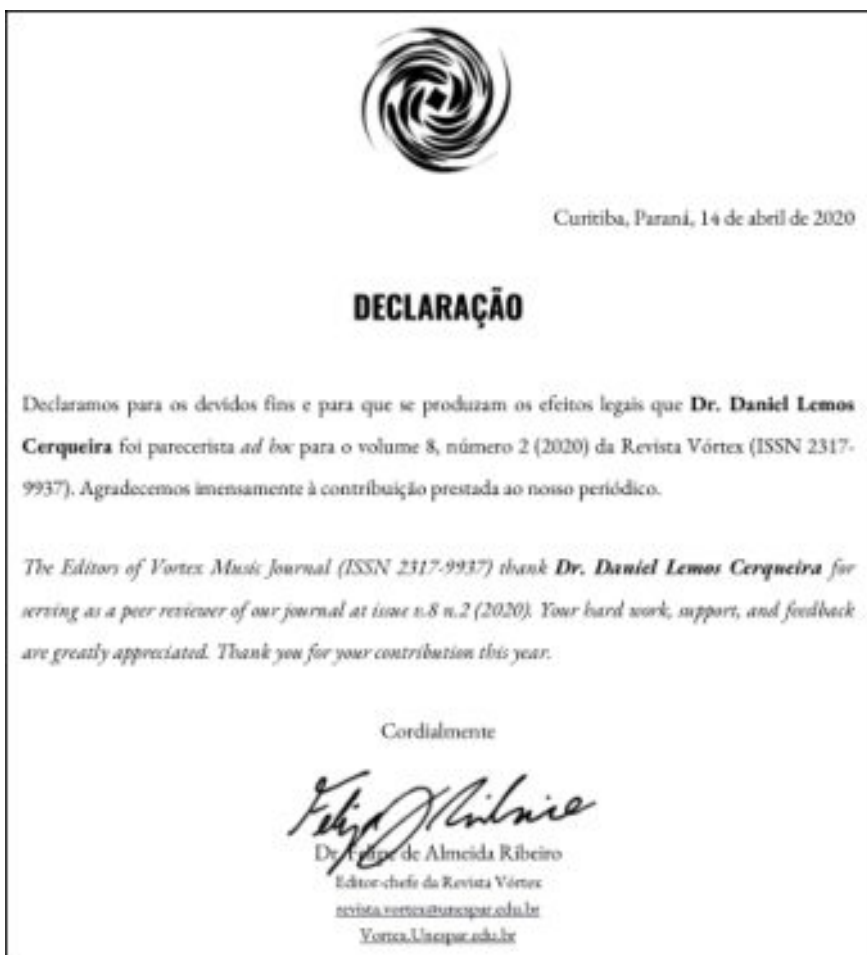 Curitiba, Paraná, 14 de abril de 2020
DECLARAÇÃO
Declaramos para os devidos fins e para que se produzam os efeitos legais que Dr. Daniel Lemos
Cerqueira foi parecerista ad hoc para o volume 8, número 2 (2020) da Revista Vórtex (ISSN 2317-
9937). Agradecemos imensamente à contribuição prestada ao nosso periódico.
The Editors of Vortex Music Journal (ISSN 2317-9937) thank Dr. Daniel Lemos Cerqueira for
serving as a peer reviewer of our journal at issue v.8 n.2 (2020). Your hard work, support, and feedback
are greatly appreciated. Thank you for your contribution this year.
Cordialmente
Dr. Felipe de Almeida Ribeiro
Editor-chefe da Revista Vórtex
revista.vortex@unespar.edu.br
Vortex.Unespar.edu.br